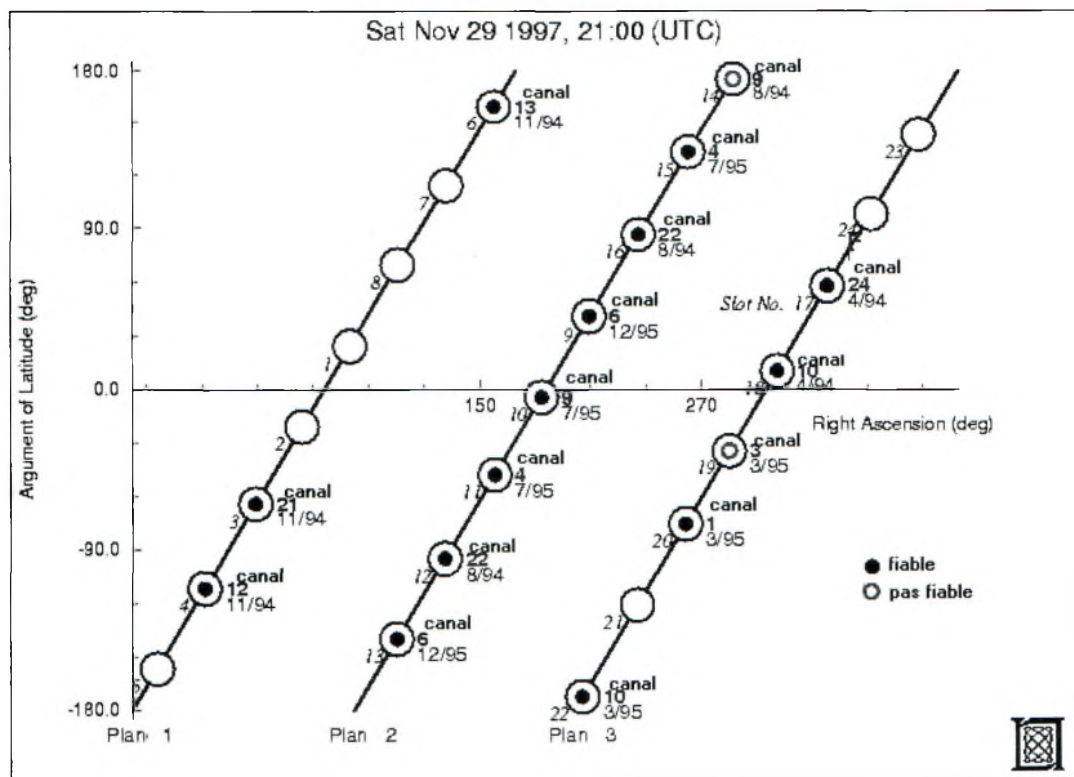 Sat Nov 29 1997, 21:00 (UTC)
180.0
90.0
0.0
-90.0
-180.0
Argument of Latitude (deg)
150
270
Right Ascension (deg)
Slot No.
6
canal
13
11/94
7
8
1
2
3
canal
21
11/94
4
canal
12
11/94
5
14
canal
8/94
15
canal
4
7/95
16
canal
22
8/94
9
canal
6
12/95
10
canal
9
7/95
11
canal
4
7/95
12
canal
22
8/94
13
canal
6
12/95
23
24
17
canal
24
4/94
18
canal
10
4/94
19
canal
3
3/95
20
canal
1
3/95
21
22
canal
10
3/95
fiable
pas fiable
Plan 1
Plan 2
Plan 3